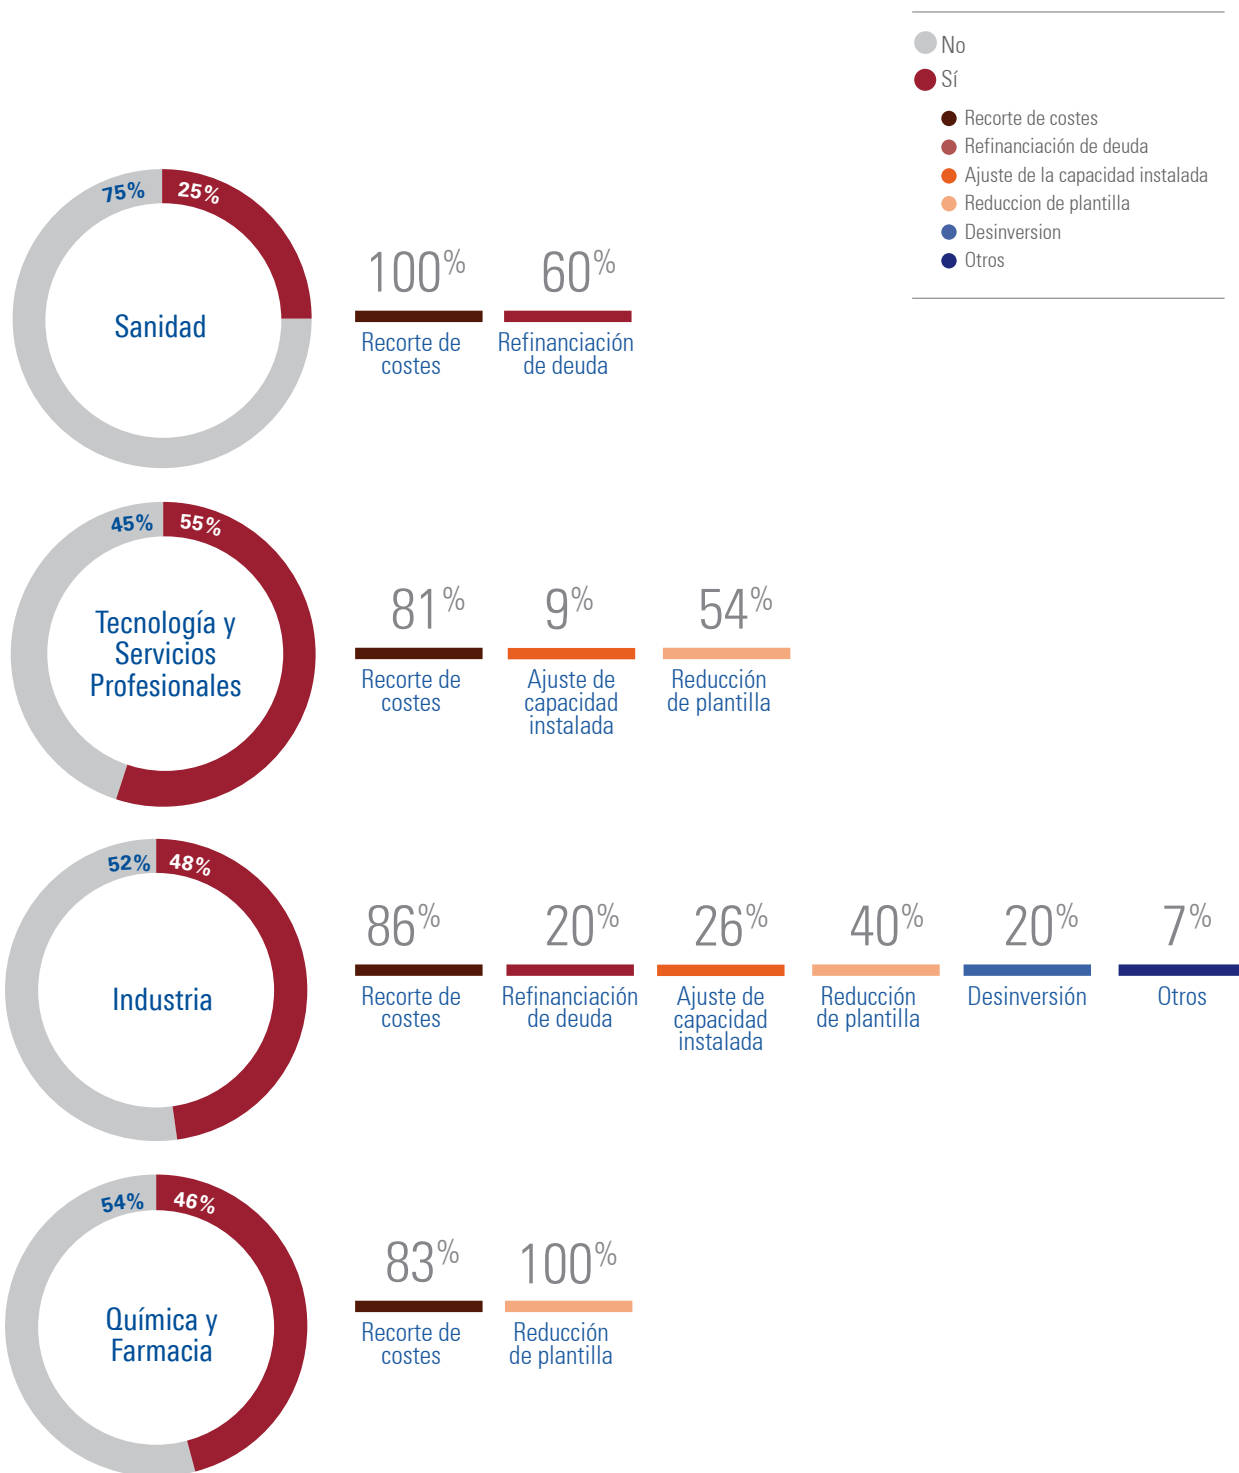 No
Sí
Recorte de costes
Refinanciación de deuda
Ajuste de la capacidad instalada
Reduccion de plantilla
Desinversion
Otros
75% 25%
Sanidad
100% 60%
Recorte de Refinanciación
costes de deuda
45% 55%
Tecnología y
Servicios
Profesionales
81% 9% 54%
Recorte de Ajuste de Reducción
costes capacidad de plantilla
instalada
52% 48%
Industria
86% 20% 26% 40% 20% 7%
Recorte de Refinanciación Ajuste de Reducción Desinversión Otros
costes de deuda capacidad de plantilla
instalada
54% 46%
Química y
Farmacia
83% 100%
Recorte de Reducción
costes de plantilla